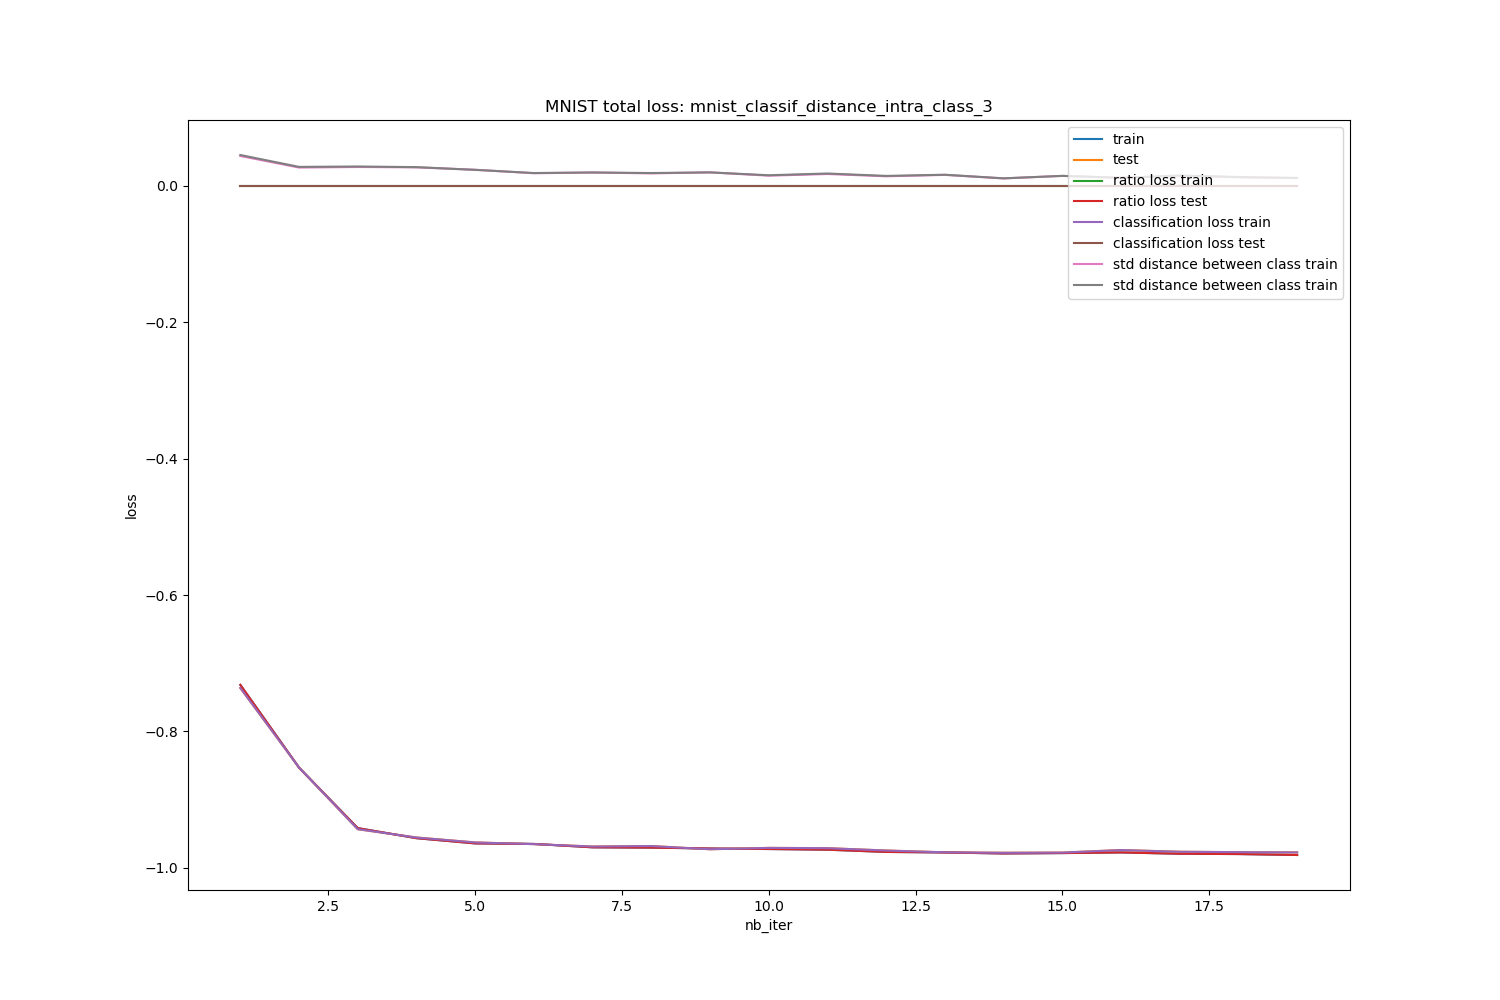 MNIST total loss: mnist_classif_distance_intra_class_3
train
test
ratio loss train
ratio loss test
classification loss train
classification loss test
std distance between class train
std distance between class train
0.0
−0.2
−0.4
−0.6
−0.8
−1.0
loss
2.5 5.0 7.5 10.0 12.5 15.0 17.5
nb_iter